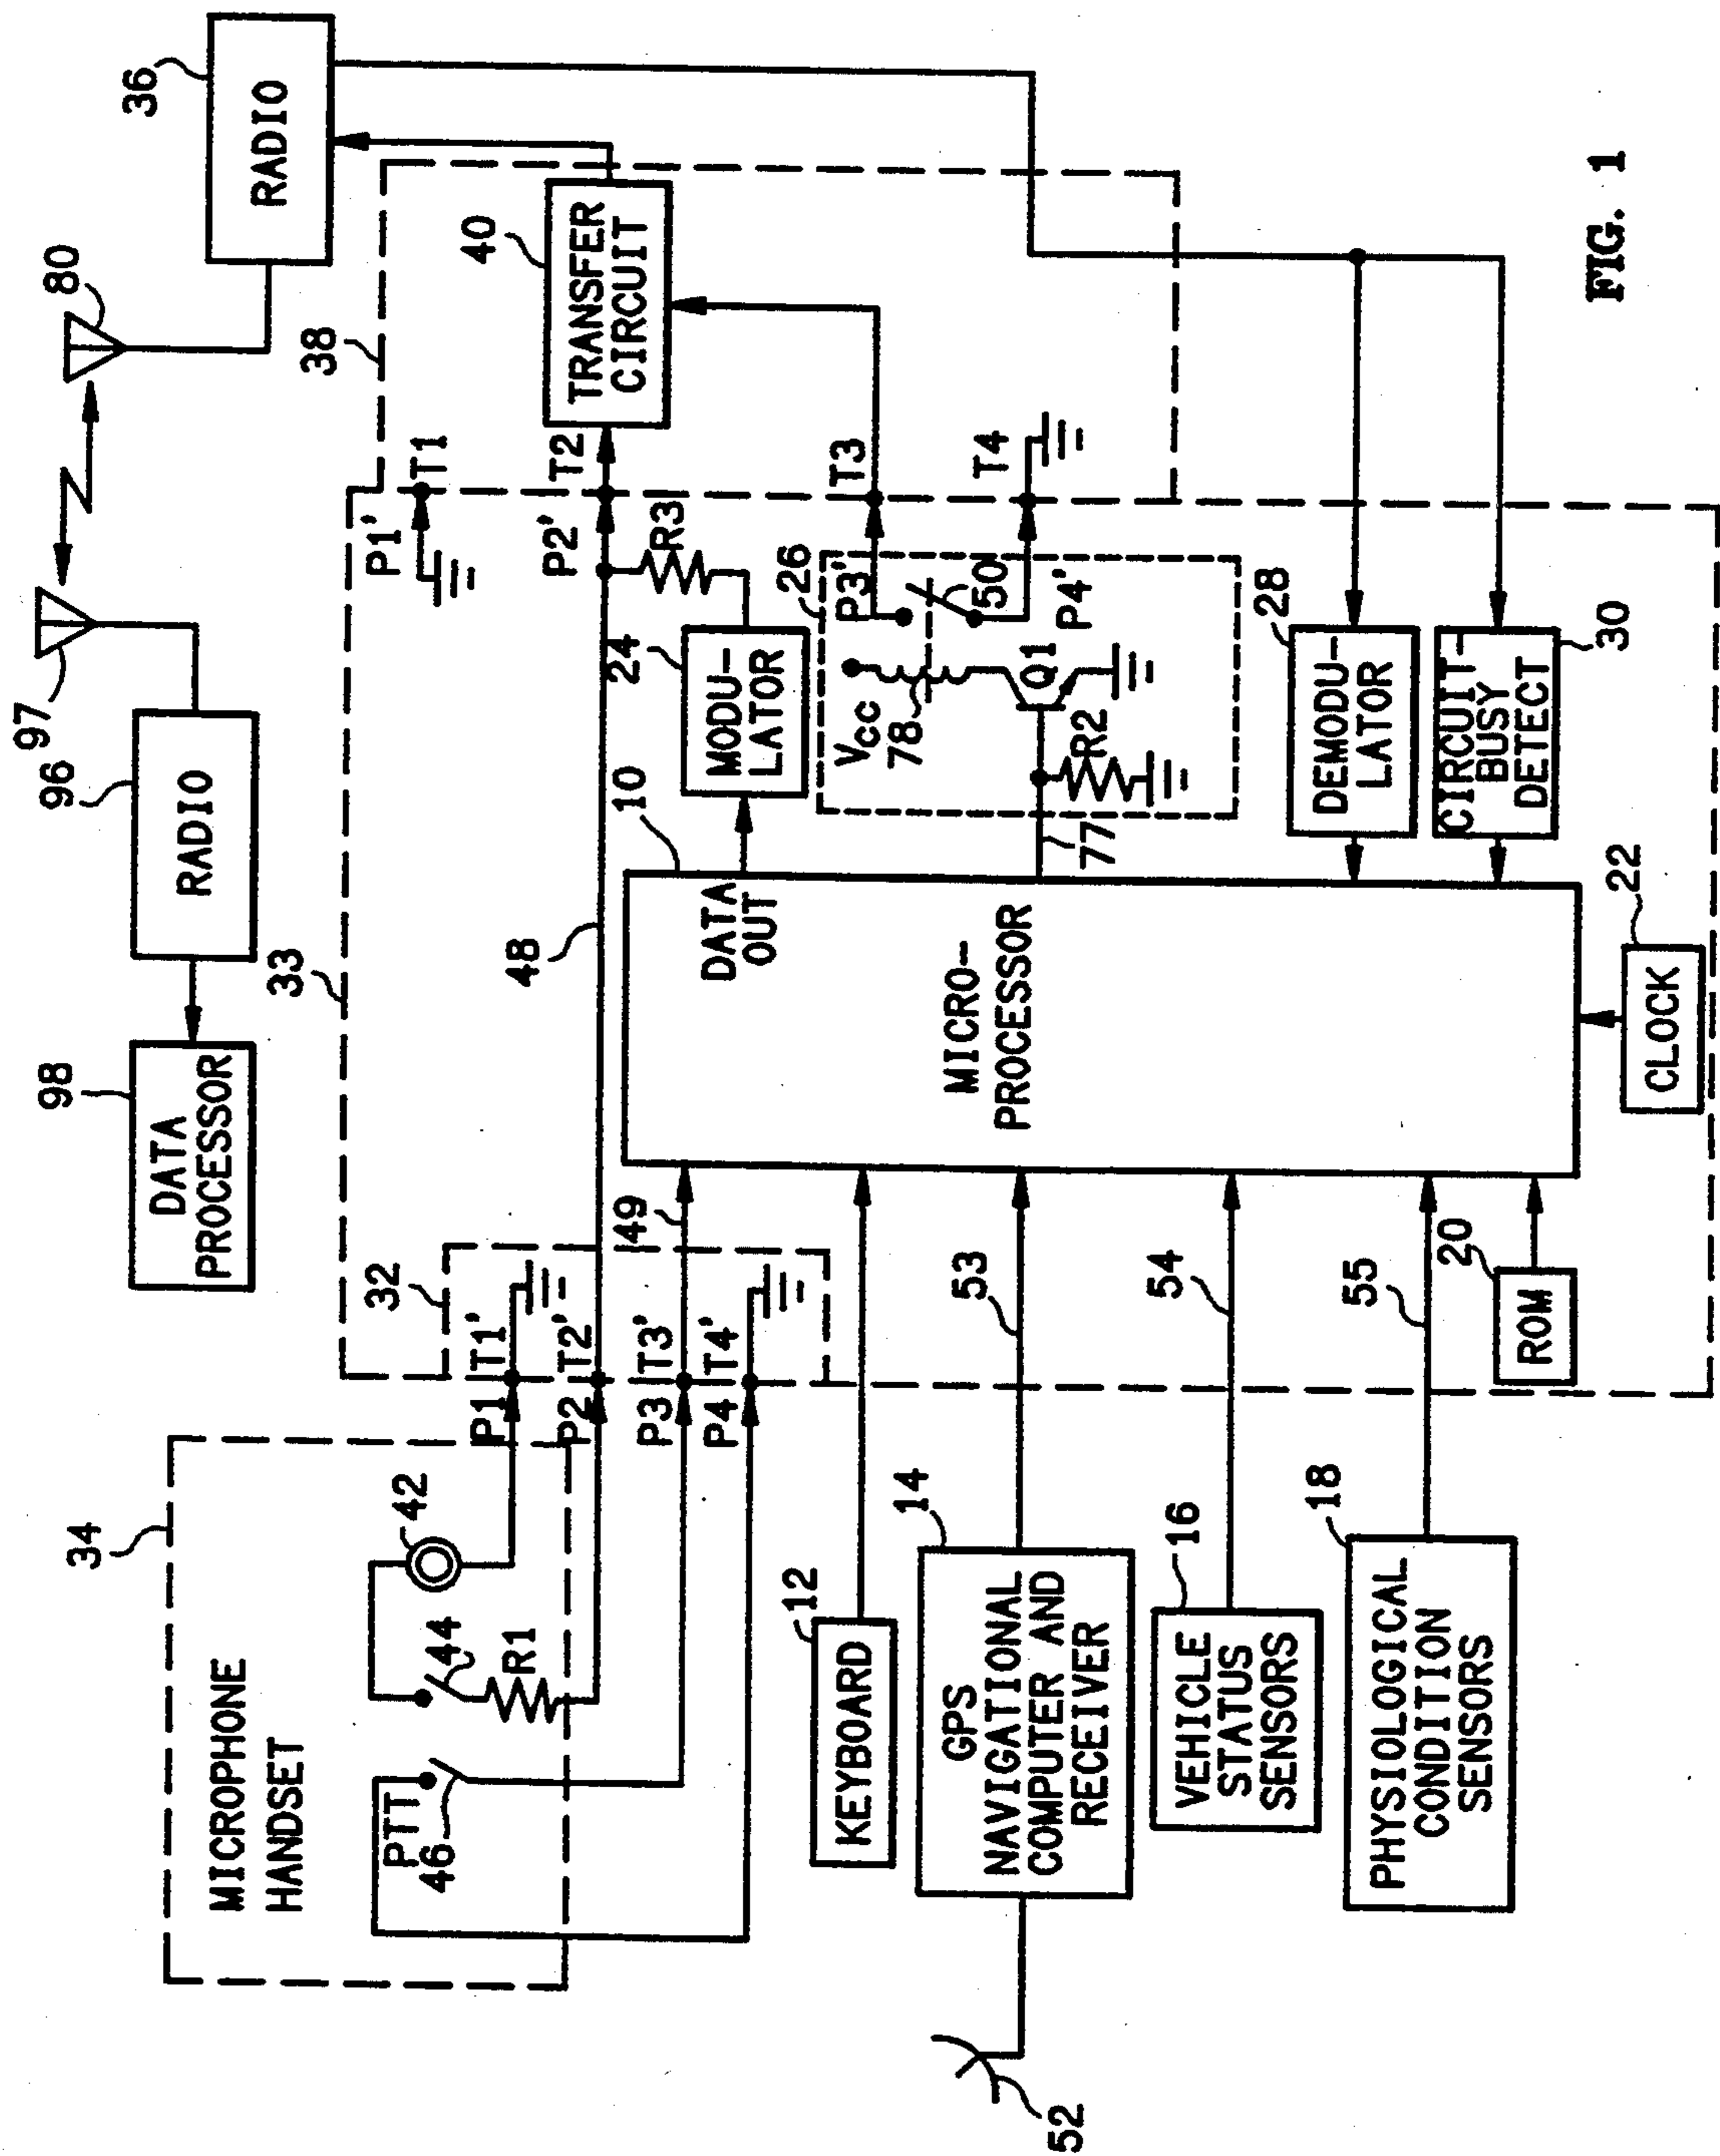 98
DATA
PROCESSOR
96
RADIO
97
80
36
RADIO
33
38
34
MICROPHONE
HANDSET
PTT
46
44
42
R1
P1
T1'
P2
T2'
P3
T3'
P4
T4'
32
48
49
P1'
T1
P2'
T2
40
TRANSFER
CIRCUIT
R3
24
MODU-
LATOR
10
DATA
OUT
MICRO-
PROCESSOR
26
P3'
T3
50
P4'
T4
VCC
78
Q1
R2
77
12
KEYBOARD
14
GPS
NAVIGATIONAL
COMPUTER AND
RECEIVER
52
53
16
VEHICLE
STATUS
SENSORS
54
18
PHYSIOLOGICAL
CONDITION
SENSORS
55
20
ROM
22
CLOCK
28
DEMODU-
LATOR
30
CIRCUIT-
BUSY
DETECT
FIG. 1